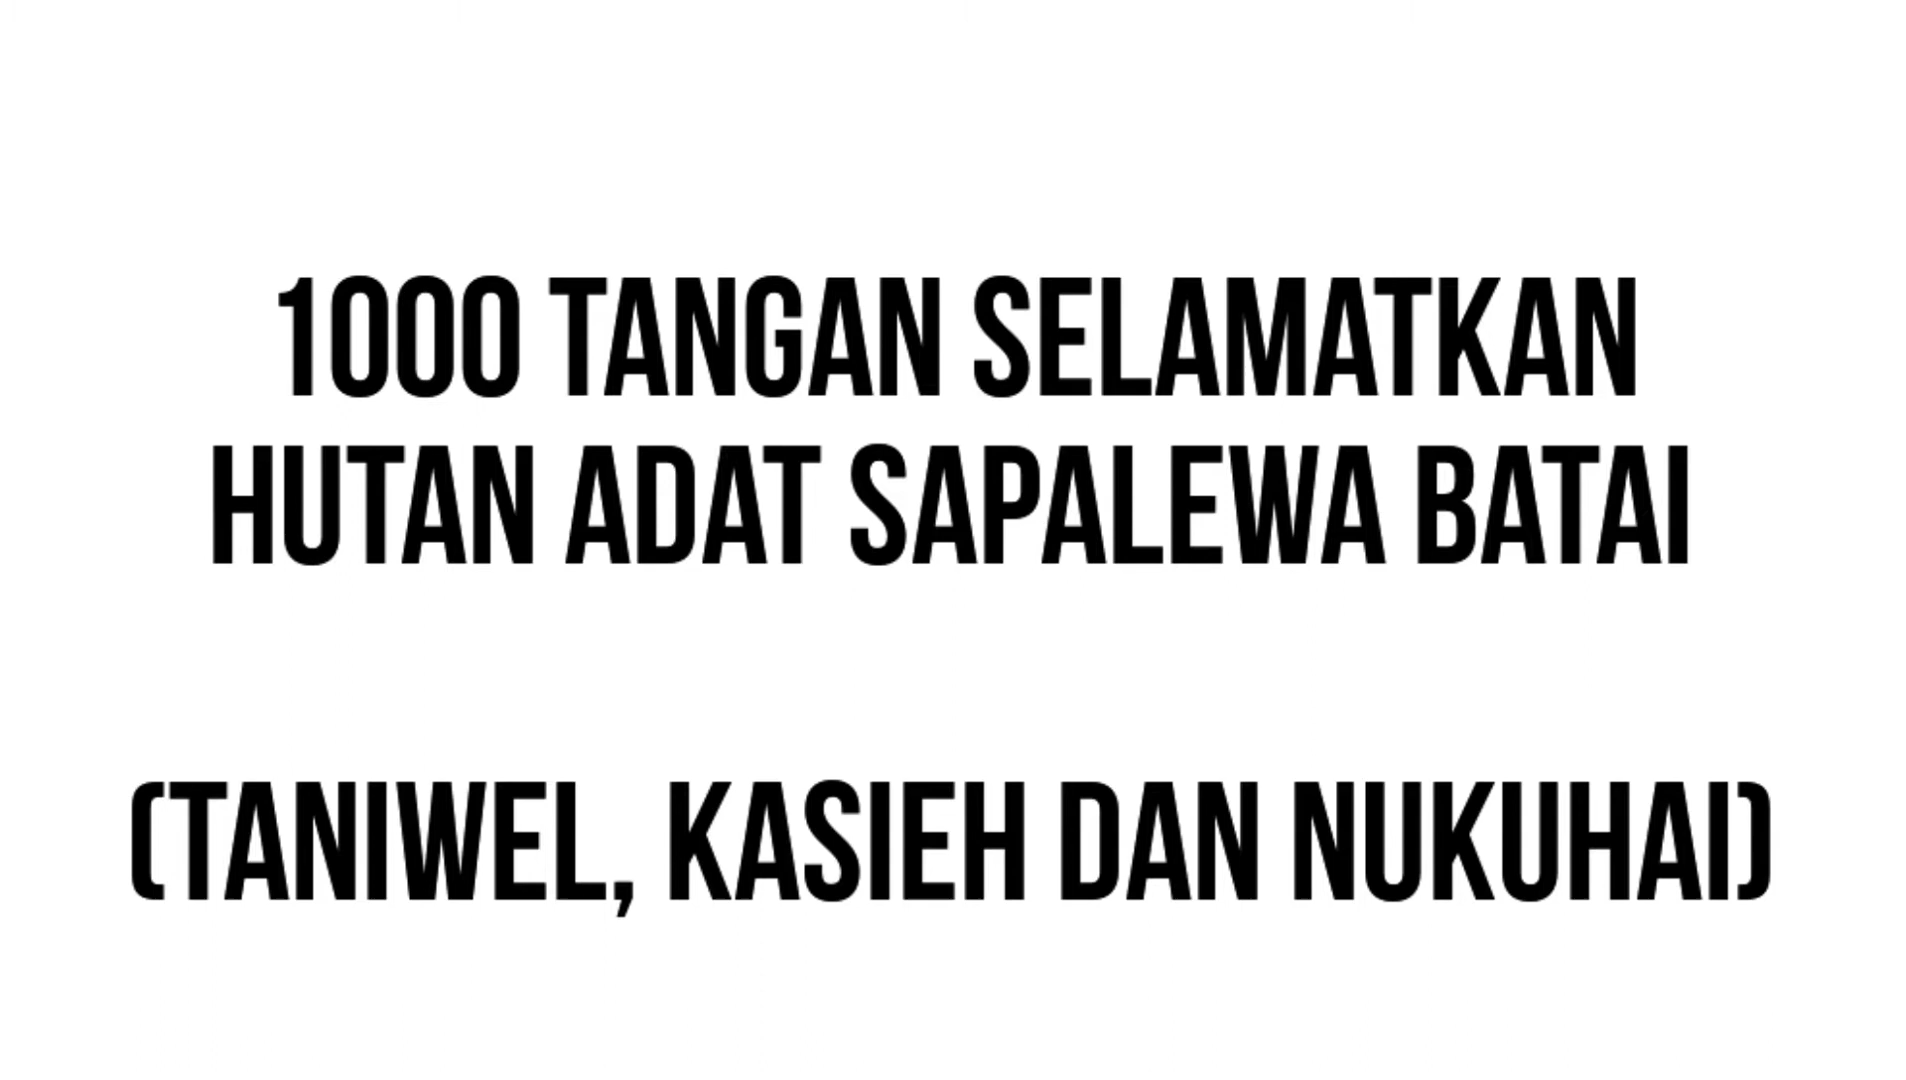 1000 TANGAN SELAMATKAN
HUTAN ADAT SAPALEWA BATAI
(TANIWEL, KASIEH DAN NUKUHAI)